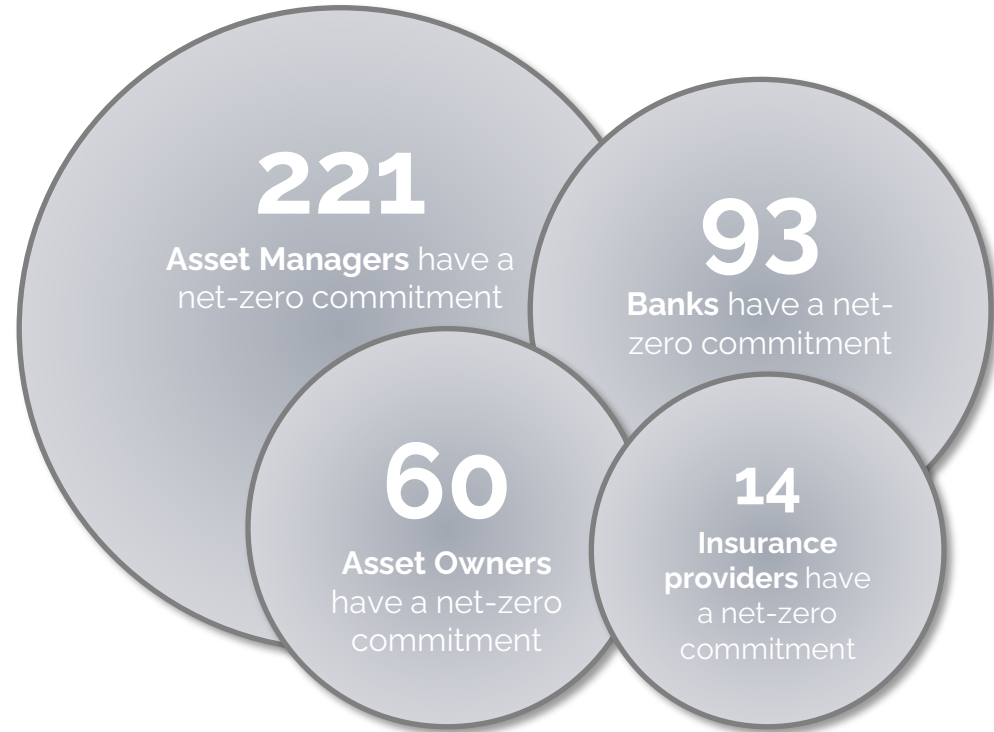 221
Asset Managers have a
net-zero commitment
93
Banks have a net-
zero commitment
60
Asset Owners
have a net-zero
commitment
14
Insurance
providers have
a net-zero
commitment